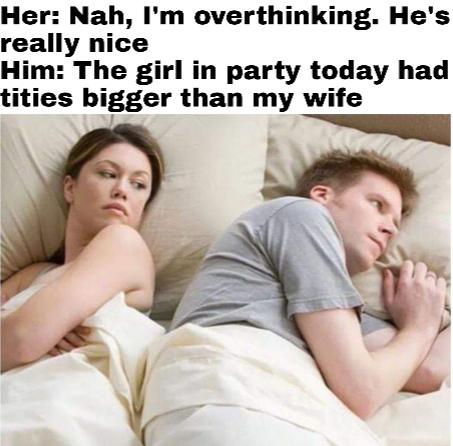 Her: Nah, I'm overthinking. He's
really nice
Him: The girl in party today had
tities bigger than my wife